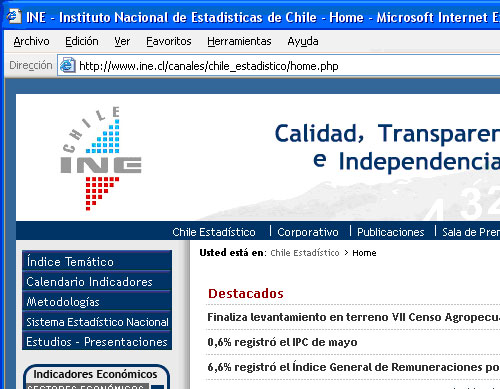 INE - Instituto Nacional de Estadisticas de Chile - Home - Microsoft Internet
Archivo Edición Ver Favoritos Herramientas Ayuda
Dirección http://www.ine.cl/canales/chile_estadistico/home.php
CHILE
INE
Calidad, Transparen
e Independencia
4 32
Chile Estadístico | Corporativo | Publicaciones | Sala de Pren
Usted está en: Chile Estadístico > Home
Índice Temático
Calendario Indicadores
Metodologías
Sistema Estadístico Nacional
Estudios - Presentaciones
Destacados
Finaliza levantamiento en terreno VII Censo Agropecua
0,6% registró el IPC de mayo
6,6% registró el Índice General de Remuneraciones po
Indicadores Económicos
SECTORES ECONÓMICOS